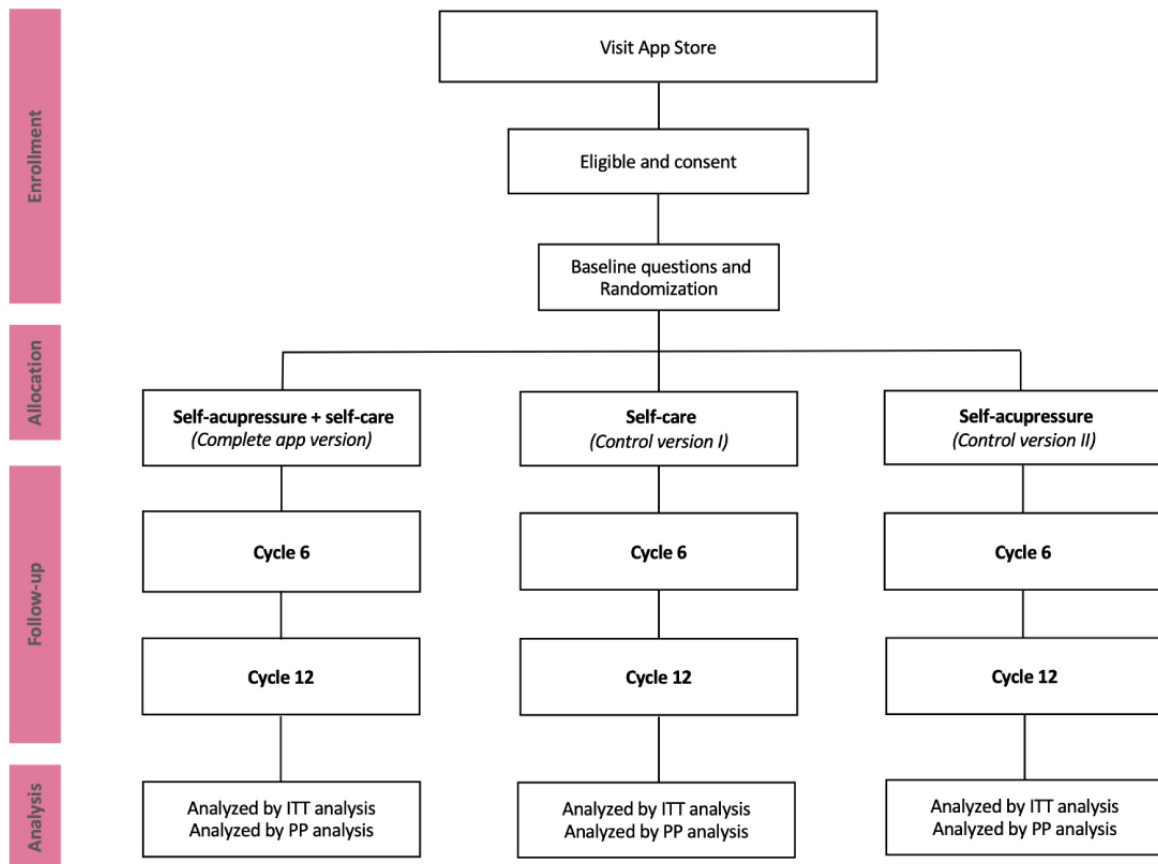 Enrollment
Visit App Store
Eligible and consent
Baseline questions and
Randomization
Allocation
Self-acupressure + self-care
(Complete app version)
Self-care
(Control version I)
Self-acupressure
(Control version II)
Follow-up
Cycle 6
Cycle 6
Cycle 6
Cycle 12
Cycle 12
Cycle 12
Analysis
Analyzed by ITT analysis
Analyzed by PP analysis
Analyzed by ITT analysis
Analyzed by PP analysis
Analyzed by ITT analysis
Analyzed by PP analysis